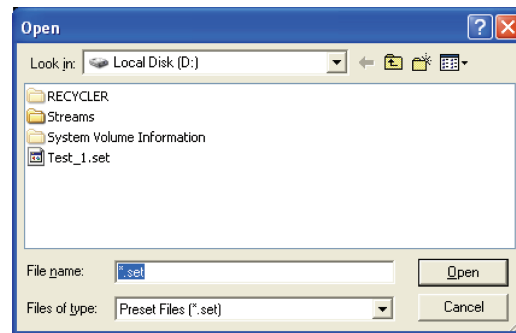 Open
Look in: Local Disk (D:)
RECYCLER
Streams
System Volume Information
Test_1.set
File name: *.set Open
Files of type: Preset Files (*.set) Cancel